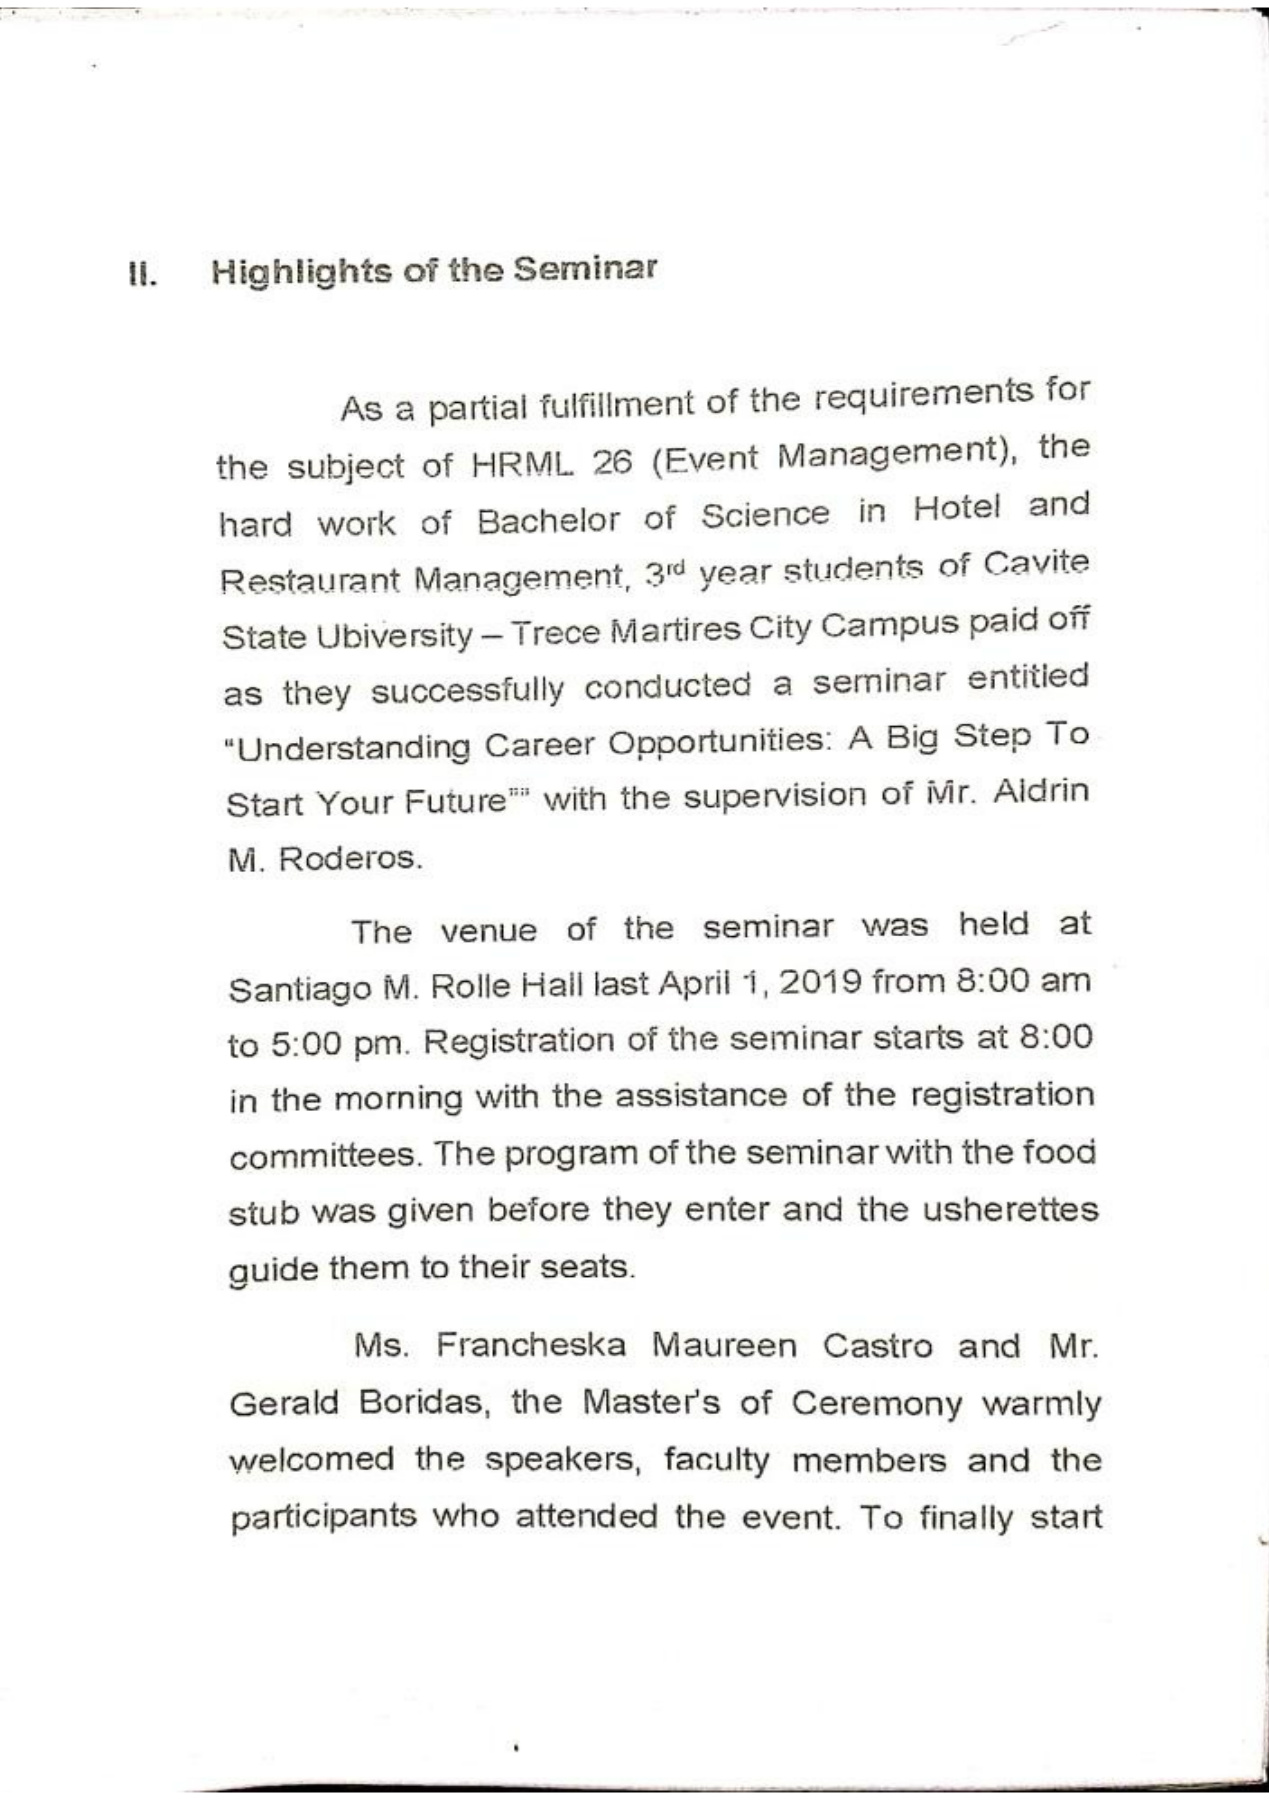 II. Highlights of the Seminar
As a partial fulfillment of the requirements for
the subject of HRML 26 (Event Management), the
hard work of Bachelor of Science in Hotel and
Restaurant Management, 3rd year students of Cavite
State Ubiversity – Trece Martires City Campus paid off
as they successfully conducted a seminar entitled
“Understanding Career Opportunities: A Big Step To
Start Your Future”” with the supervision of Mr. Aldrin
M. Roderos.
The venue of the seminar was held at
Santiago M. Rolle Hall last April 1, 2019 from 8:00 am
to 5:00 pm. Registration of the seminar starts at 8:00
in the morning with the assistance of the registration
committees. The program of the seminar with the food
stub was given before they enter and the usherettes
guide them to their seats.
Ms. Francheska Maureen Castro and Mr.
Gerald Boridas, the Master's of Ceremony warmly
welcomed the speakers, faculty members and the
participants who attended the event. To finally start